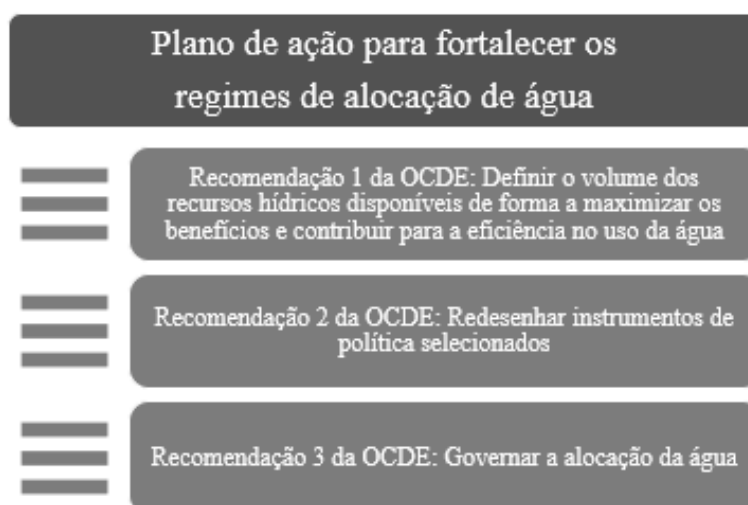 Plano de ação para fortalecer os
regimes de alocação de água
Recomendação 1 da OCDE: Definir o volume dos
recursos hídricos disponíveis de forma a maximizar os
benefícios e contribuir para a eficiência no uso da água
Recomendação 2 da OCDE: Redesenhar instrumentos de
política selecionados
Recomendação 3 da OCDE: Governar a alocação da água